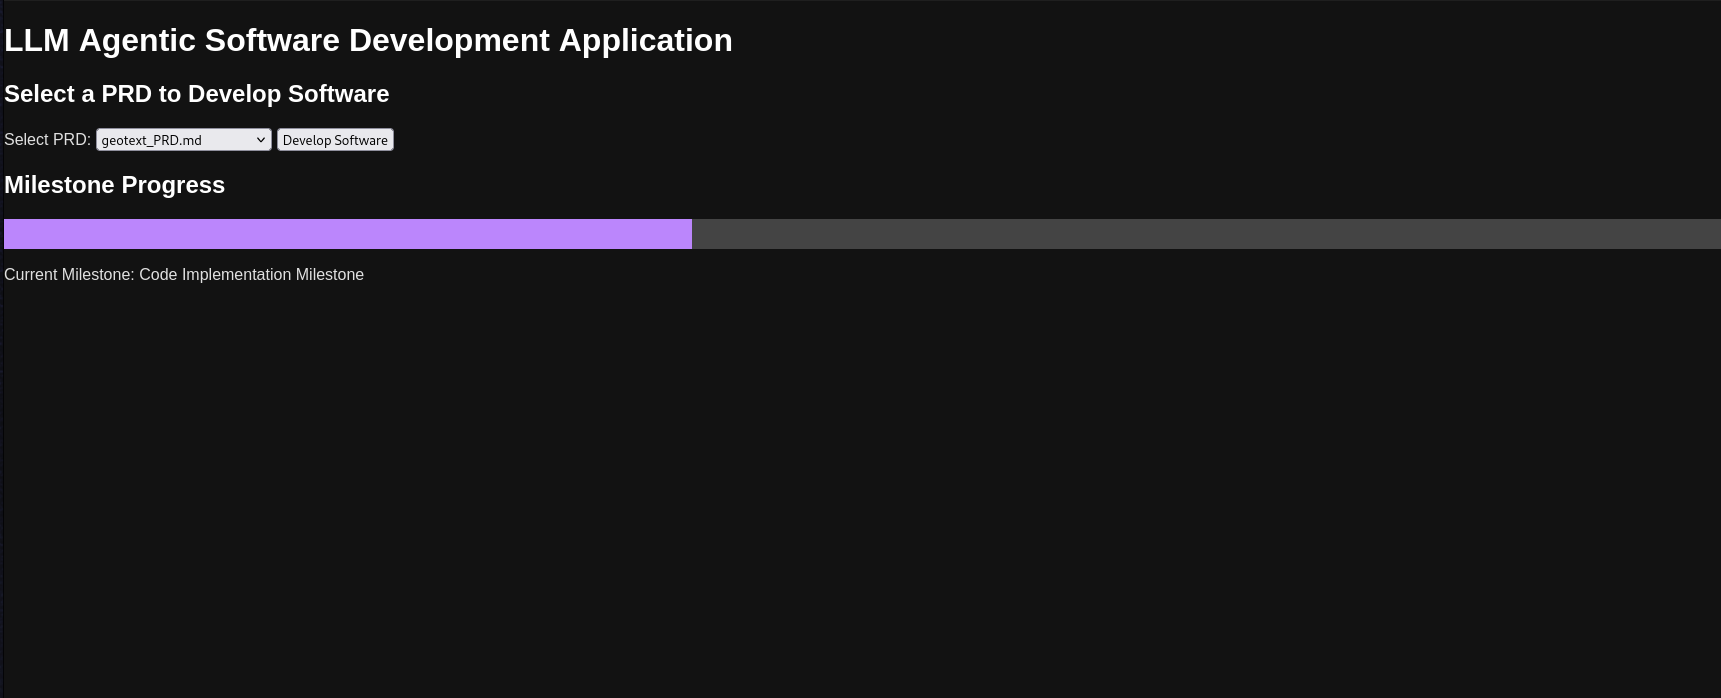 LLM Agentic Software Development Application
Select a PRD to Develop Software
Select PRD: geotext_PRD.md Develop Software
Milestone Progress
Current Milestone: Code Implementation Milestone